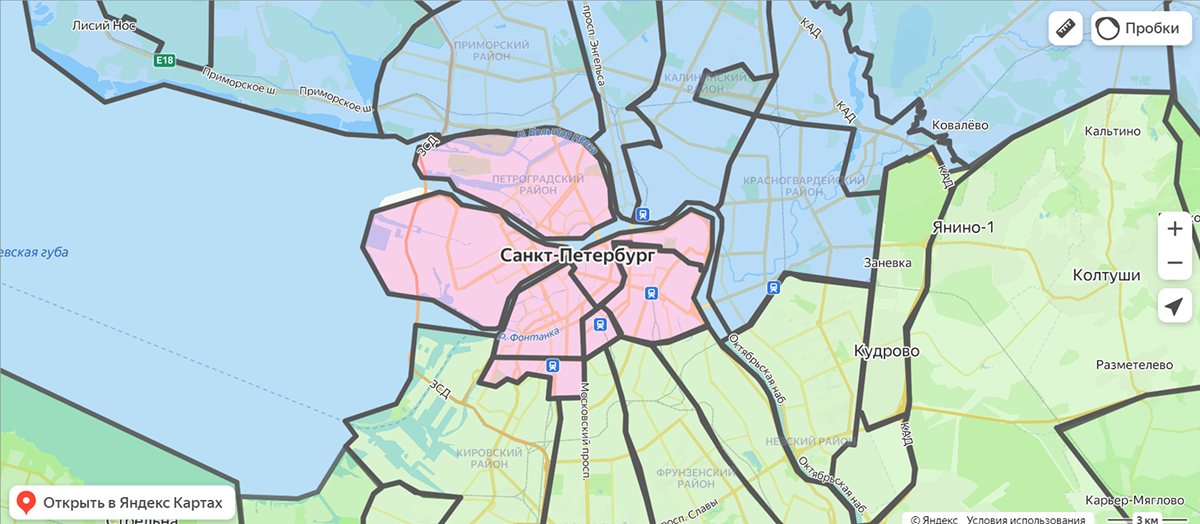 Лисий Нос
Е18
Приморское ш.
Приморское ш.
ПРИМОРСКИЙ
РАЙОН
просп. Энгельса
КАД
КАЛИНИНСКИЙ
РАЙОН
КАД
Пробки
Ковалёво
Кальтино
ЗСД
р. Большая Невка
ПЕТРОГРАДСКИЙ
РАЙОН
КРАСНОГВАРДЕЙСКИЙ
РАЙОН
КАД
Янино-1
евская губа
Санкт-Петербург
Заневка
Колтуши
р. Фонтанка
Октябрьская наб.
Кудрово
Разметелево
ЗСД
Московский просп.
КИРОВСКИЙ
РАЙОН
НЕВСКИЙ РАЙОН
КАД
ФРУНЗЕНСКИЙ
РАЙОН
Октябрьская наб.
Открыть в Яндекс Картах
Стрельна
просп. Славы
Карьер-Мяглово
© Яндекс Условия использования 3 км